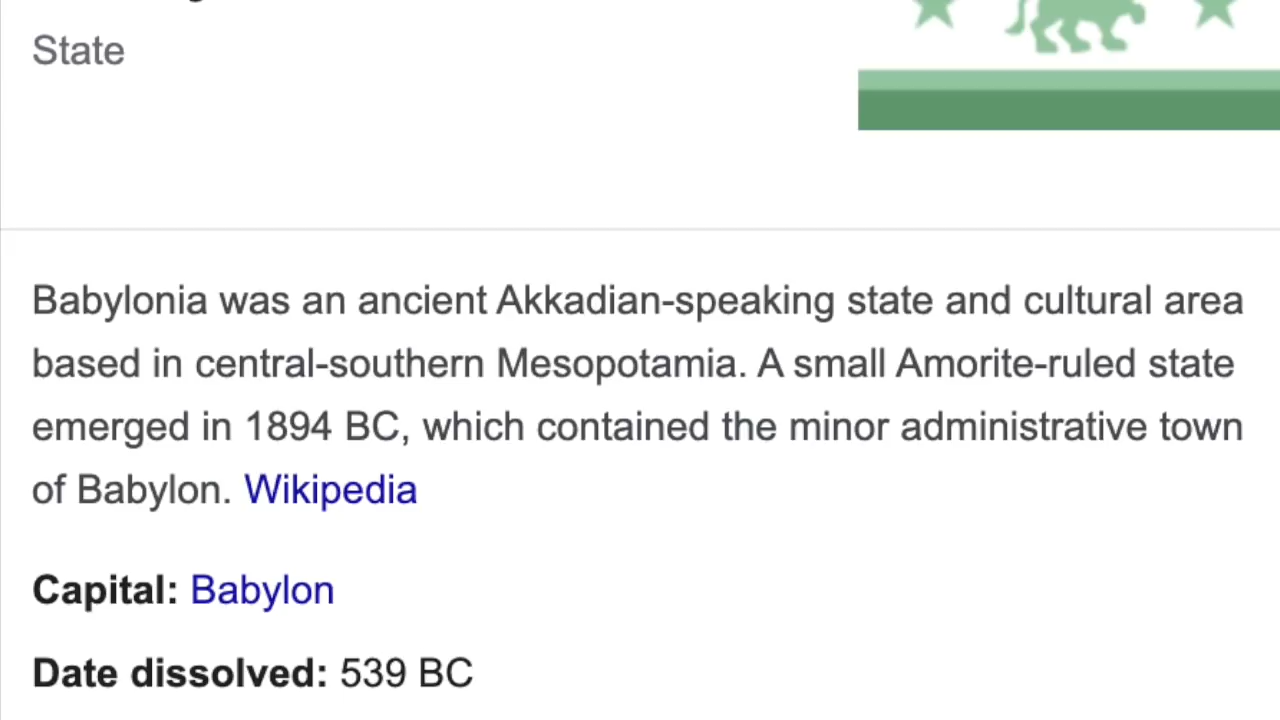 State
Babylonia was an ancient Akkadian-speaking state and cultural area
based in central-southern Mesopotamia. A small Amorite-ruled state
emerged in 1894 BC, which contained the minor administrative town
of Babylon. Wikipedia
Capital: Babylon
Date dissolved: 539 BC